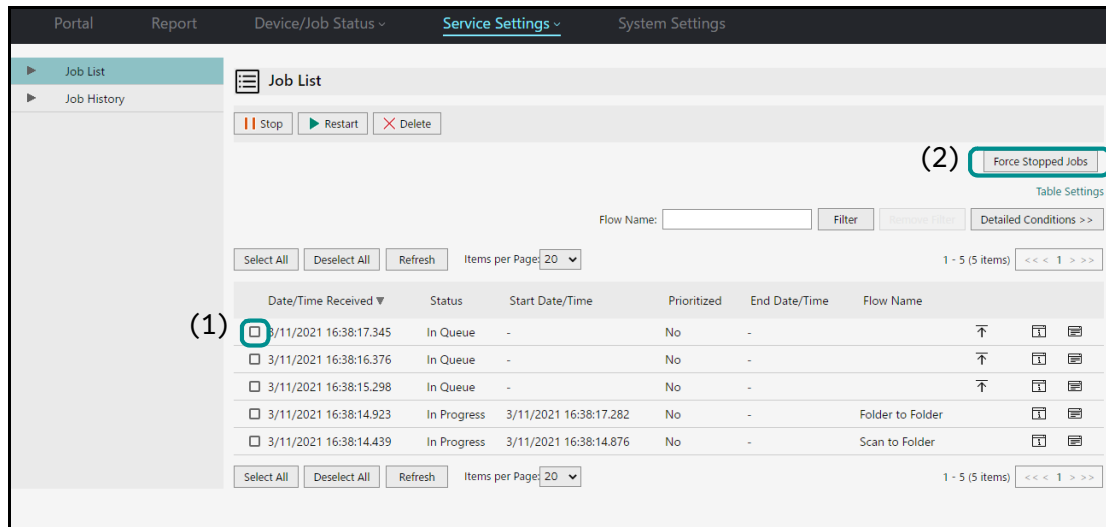 Portal Report Device/Job Status Service Settings System Settings
Job List
Job History
Job List
Stop Restart Delete
(2) Force Stopped Jobs
Table Settings
Flow Name: Filter Remove Filter Detailed Conditions >>
Select All Deselect All Refresh Items per Page: 20 1 - 5 (5 items) << < 1 > >>
Date/Time Received ▼ Status Start Date/Time Prioritized End Date/Time Flow Name
(1) 3/11/2021 16:38:17.345 In Queue - No -
3/11/2021 16:38:16.376 In Queue - No -
3/11/2021 16:38:15.298 In Queue - No -
3/11/2021 16:38:14.923 In Progress 3/11/2021 16:38:17.282 No - Folder to Folder
3/11/2021 16:38:14.439 In Progress 3/11/2021 16:38:14.876 No - Scan to Folder
Select All Deselect All Refresh Items per Page: 20 1 - 5 (5 items) << < 1 > >>